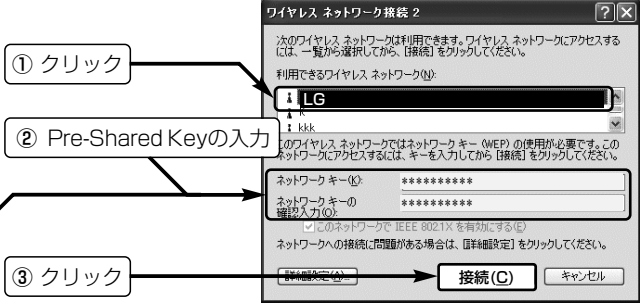 ワイヤレス ネットワーク接続 2
次のワイヤレス ネットワークは利用できます。ワイヤレス ネットワークにアクセスする
には、一覧から選択してから、[接続] をクリックしてください。
① クリック
利用できるワイヤレス ネットワーク(N):
LG
kkk
② Pre-Shared Keyの入力
このワイヤレス ネットワークではネットワーク キー (WEP) の使用が必要です。この
ネットワークにアクセスするには、キーを入力してから [接続] をクリックしてください。
ネットワーク キー(K): **********
ネットワーク キーの
確認入力(O): **********
このネットワークで IEEE 802.1X を有効にする(E)
ネットワークへの接続に問題がある場合は、[詳細設定] をクリックしてください。
③ クリック
詳細設定(A)... 接続(C) キャンセル